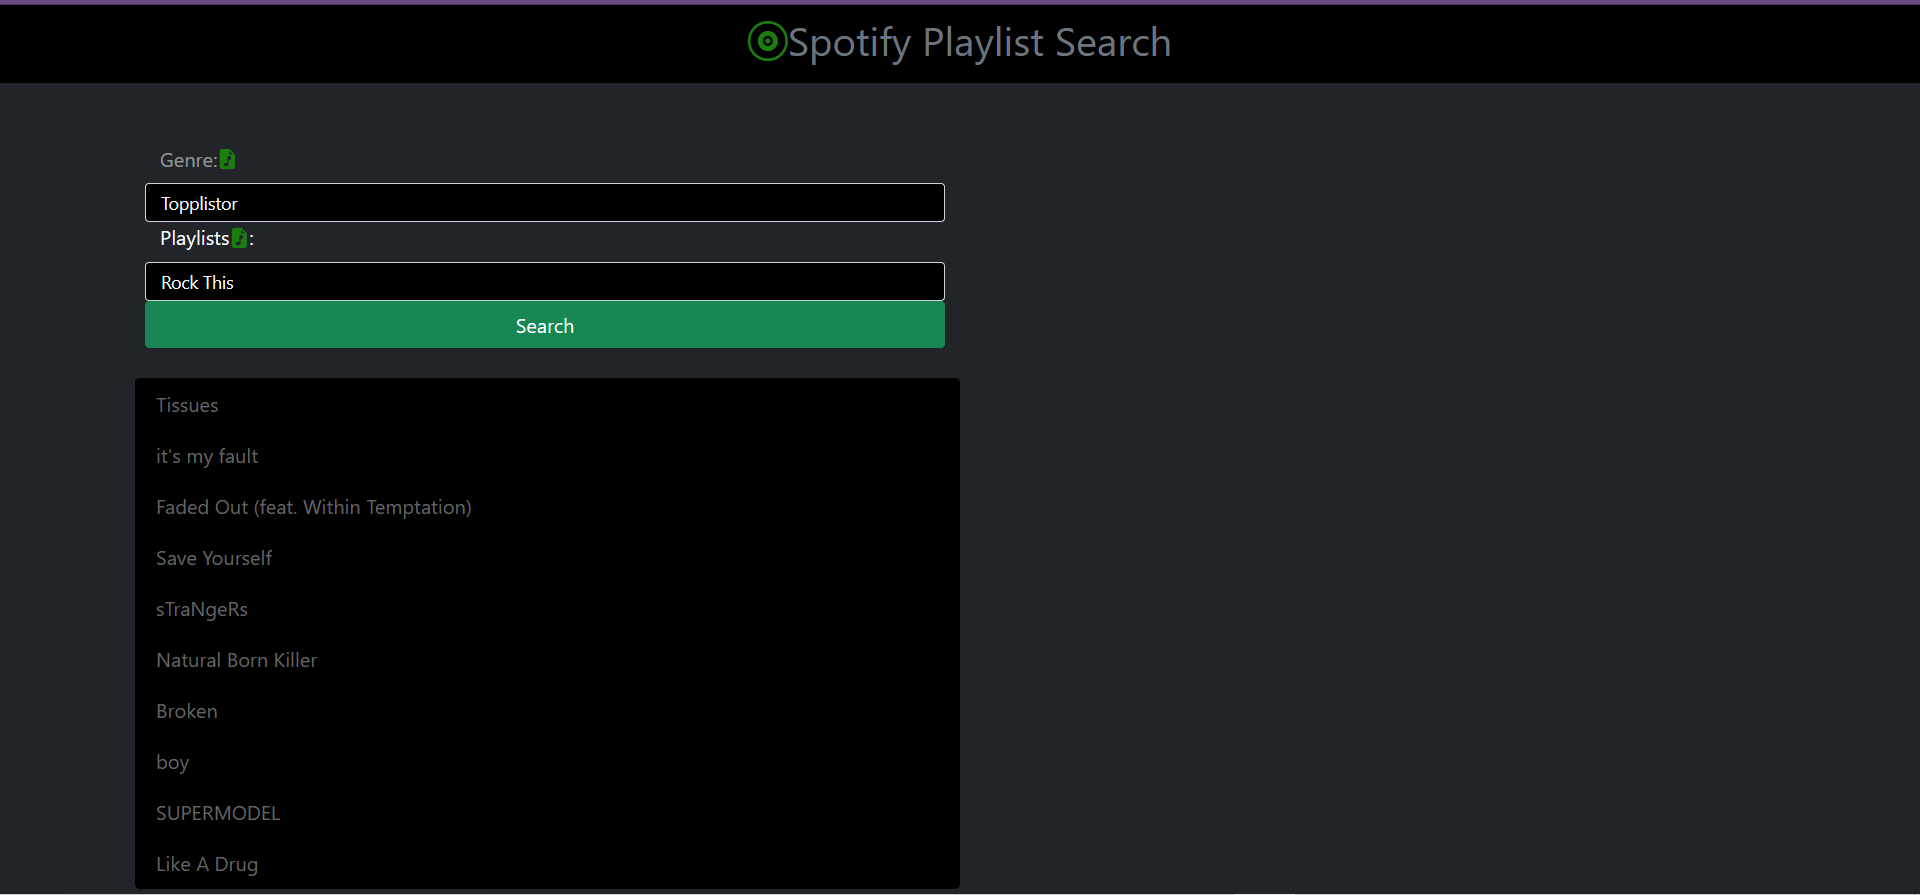 Spotify Playlist Search
Genre:
Topplistor
Playlists:
Rock This
Search
Tissues
it's my fault
Faded Out (feat. Within Temptation)
Save Yourself
sTraNgeRs
Natural Born Killer
Broken
boy
SUPERMODEL
Like A Drug